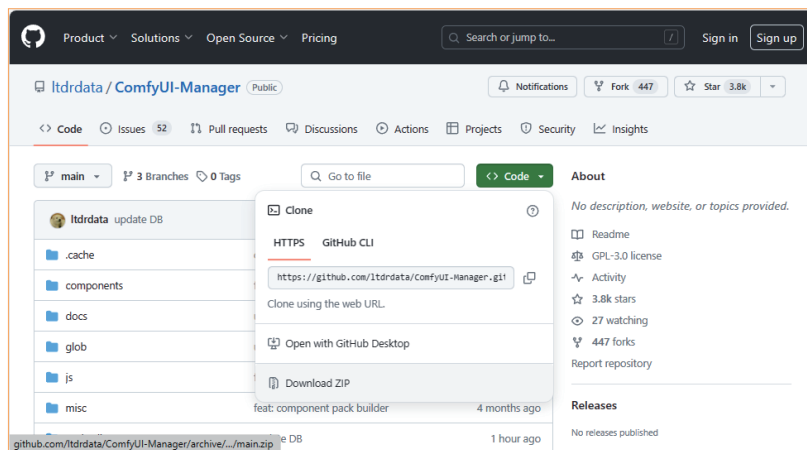 Product Solutions Open Source Pricing Search or jump to... / Sign in Sign up
ltdrdata / ComfyUI-Manager Public Notifications Fork 447 Star 3.8k
Code Issues 52 Pull requests Discussions Actions Projects Security Insights
main 3 Branches 0 Tags Go to file Code
ltdrdata update DB
.cache
components
docs
glob
js
misc feat: component pack builder 4 months ago
DB 1 hour ago
Clone
HTTPS GitHub CLI
https://github.com/ltdrdata/ComfyUI-Manager.git
Clone using the web URL.
Open with GitHub Desktop
Download ZIP
About
No description, website, or topics provided.
Readme
GPL-3.0 license
Activity
3.8k stars
27 watching
447 forks
Report repository
Releases
No releases published
github.com/ltdrdata/ComfyUI-Manager/archive/.../main.zip